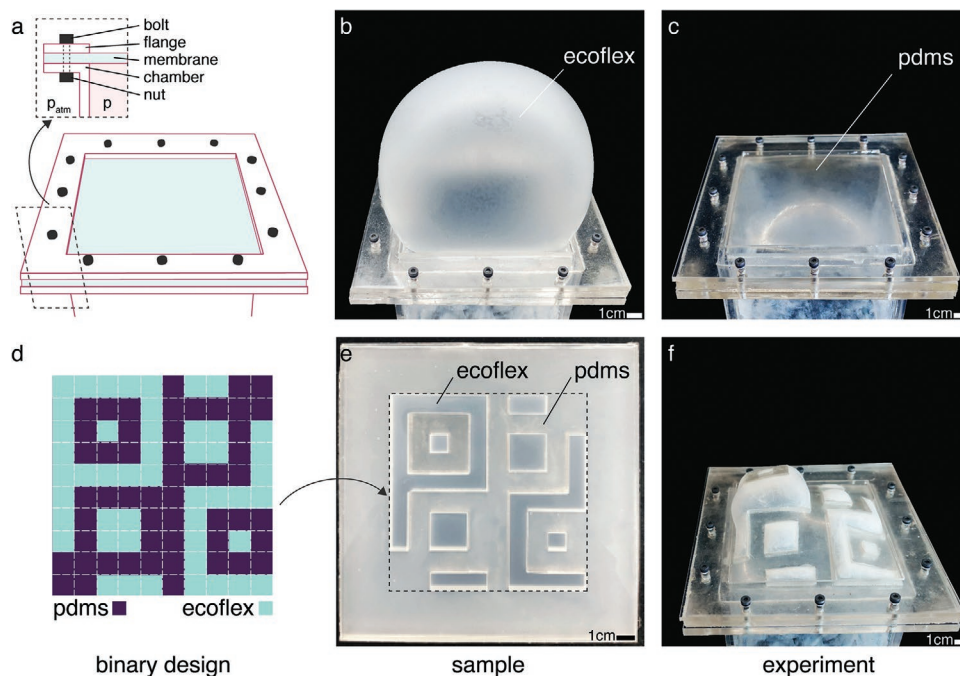 a
bolt
flange
membrane
chamber
nut
p_atm p
b
ecoflex
1cm
c
pdms
1cm
d
pdms ecoflex
binary design
e
ecoflex
pdms
1cm
sample
f
1cm
experiment